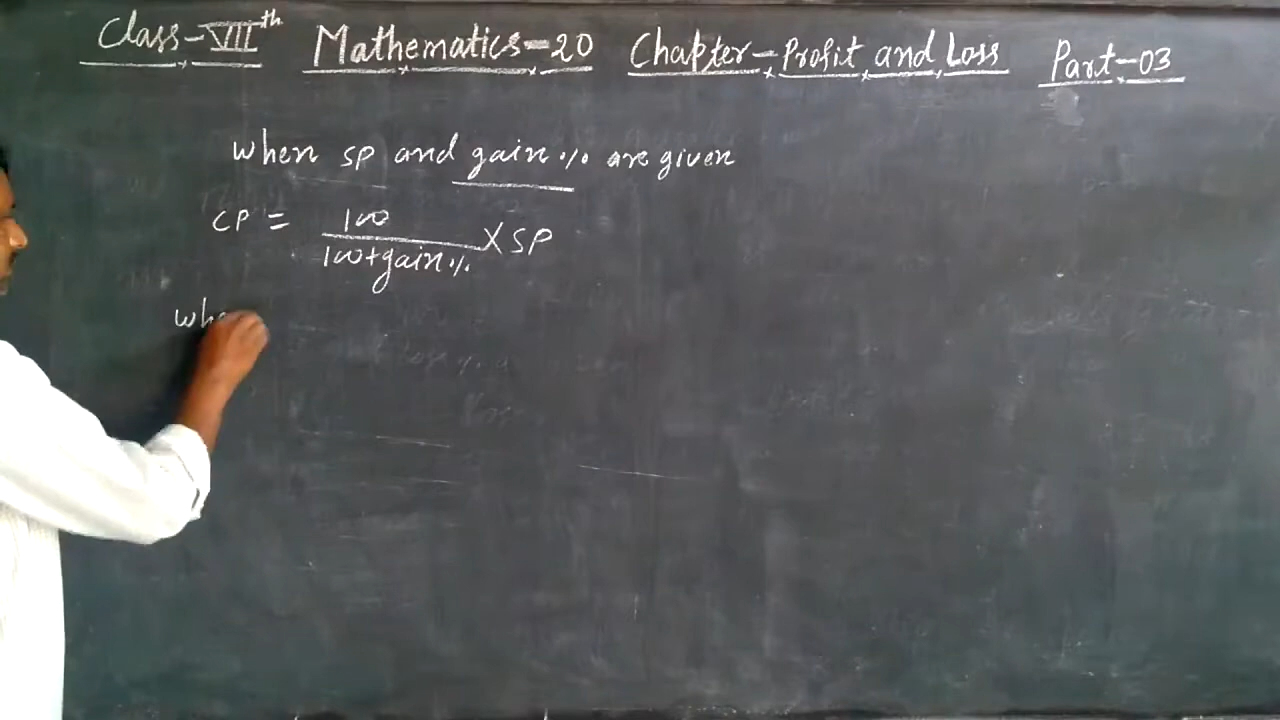 Class-VIIth Mathematics-20 Chapter-Profit and Loss Part-03
when SP and gain% are given
CP = 100 / 100+gain% X SP
whe